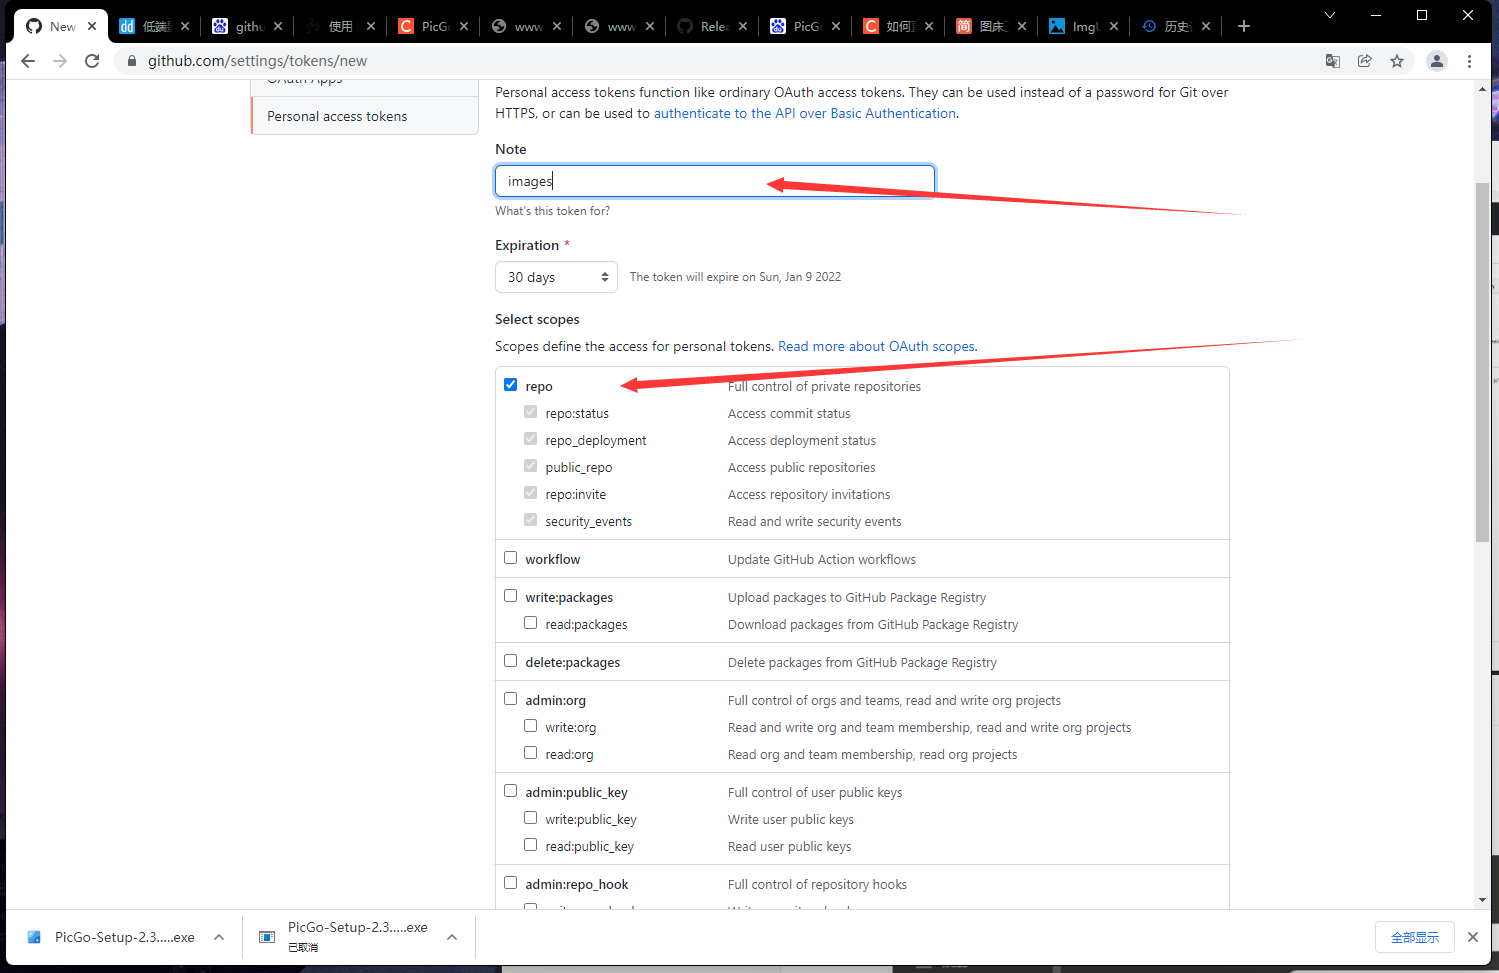 New
低端
githu
使用
PicGo
www
www
Relea
PicGo
如何
图床
ImgU
历史
github.com/settings/tokens/new
OAuth Apps
Personal access tokens
Personal access tokens function like ordinary OAuth access tokens. They can be used instead of a password for Git over
HTTPS, or can be used to authenticate to the API over Basic Authentication.
Note
images
What's this token for?
Expiration *
30 days
The token will expire on Sun, Jan 9 2022
Select scopes
Scopes define the access for personal tokens. Read more about OAuth scopes.
repo Full control of private repositories
repo:status Access commit status
repo_deployment Access deployment status
public_repo Access public repositories
repo:invite Access repository invitations
security_events Read and write security events
workflow Update GitHub Action workflows
write:packages Upload packages to GitHub Package Registry
read:packages Download packages from GitHub Package Registry
delete:packages Delete packages from GitHub Package Registry
admin:org Full control of orgs and teams, read and write org projects
write:org Read and write org and team membership, read and write org projects
read:org Read org and team membership, read org projects
admin:public_key Full control of user public keys
write:public_key Write user public keys
read:public_key Read user public keys
admin:repo_hook Full control of repository hooks
PicGo-Setup-2.3.....exe
PicGo-Setup-2.3.....exe
已取消
全部显示